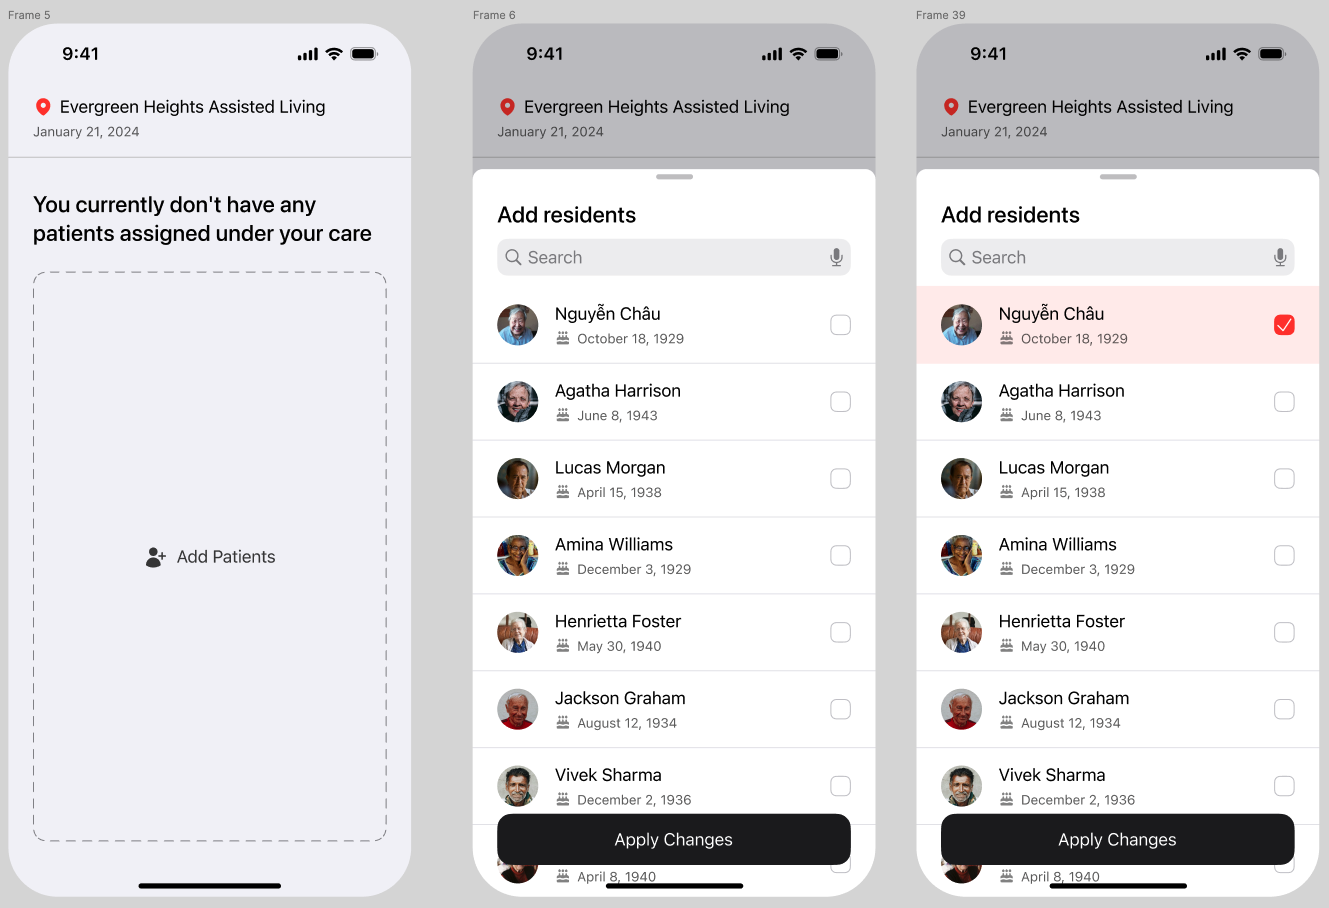 Frame 5
9:41
Evergreen Heights Assisted Living
January 21, 2024
You currently don't have any
patients assigned under your care
Add Patients
Frame 6
9:41
Evergreen Heights Assisted Living
January 21, 2024
Add residents
Search
Nguyễn Châu
October 18, 1929
Agatha Harrison
June 8, 1943
Lucas Morgan
April 15, 1938
Amina Williams
December 3, 1929
Henrietta Foster
May 30, 1940
Jackson Graham
August 12, 1934
Vivek Sharma
December 2, 1936
Apply Changes
April 8, 1940
Frame 39
9:41
Evergreen Heights Assisted Living
January 21, 2024
Add residents
Search
Nguyễn Châu
October 18, 1929
Agatha Harrison
June 8, 1943
Lucas Morgan
April 15, 1938
Amina Williams
December 3, 1929
Henrietta Foster
May 30, 1940
Jackson Graham
August 12, 1934
Vivek Sharma
December 2, 1936
Apply Changes
April 8, 1940